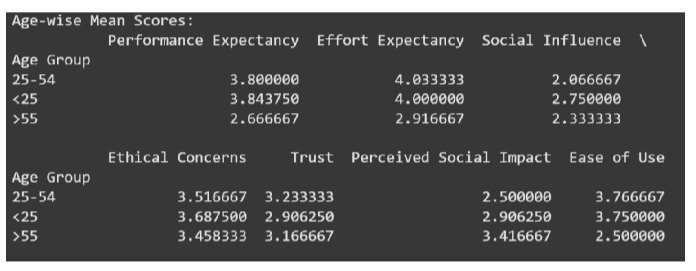 Age-wise Mean Scores:
Performance Expectancy Effort Expectancy Social Influence \
Age Group
25-54 3.800000 4.033333 2.066667
<25 3.843750 4.000000 2.750000
>55 2.666667 2.916667 2.333333
Ethical Concerns Trust Perceived Social Impact Ease of Use
Age Group
25-54 3.516667 3.233333 2.500000 3.766667
<25 3.687500 2.906250 2.906250 3.750000
>55 3.458333 3.166667 3.416667 2.500000